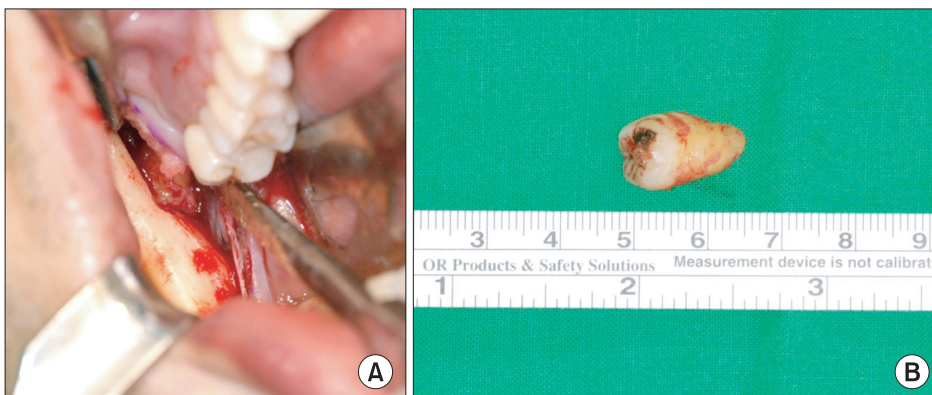 A
3 4 5 6 7 8 9
OR Products & Safety Solutions Measurement device is not calibrat
1 2 3
B